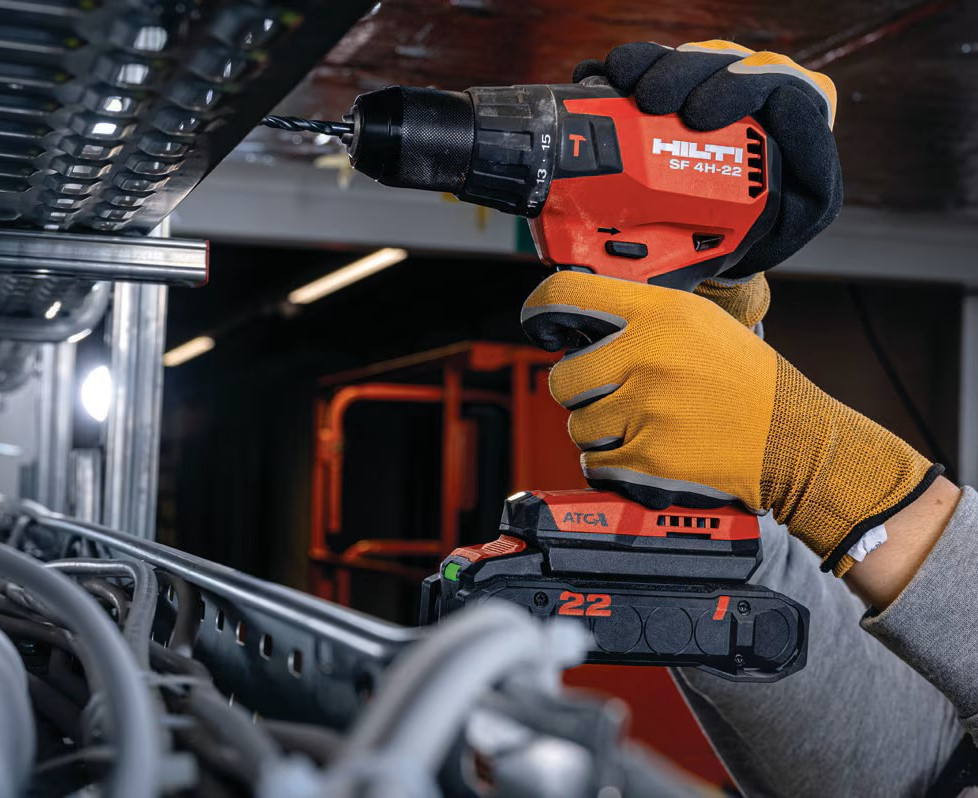 HILTI
SF 4H-22
13 · 15
ATC
22